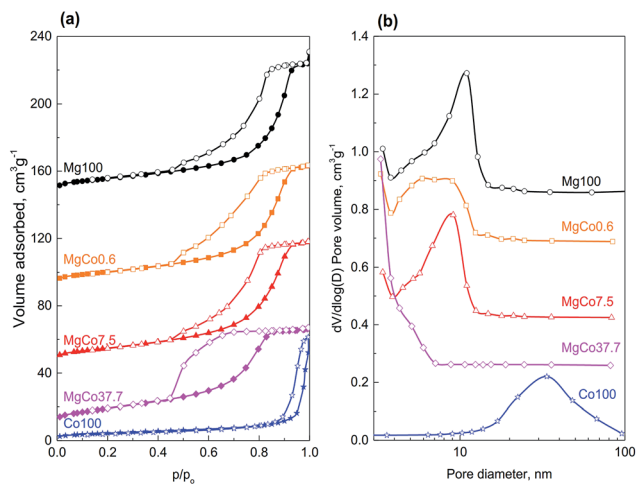 (a)
240
200
160
120
80
40
0
0.0
0.2
0.4
0.6
0.8
1.0
Volume adsorbed, cm³g⁻¹
p/pₒ
Mg100
MgCo0.6
MgCo7.5
MgCo37.7
Co100
(b)
1.4
1.2
1.0
0.8
0.6
0.4
0.2
0.0
10
100
dV/dlog(D) Pore volume, cm³g⁻¹
Pore diameter, nm
Mg100
MgCo0.6
MgCo7.5
MgCo37.7
Co100